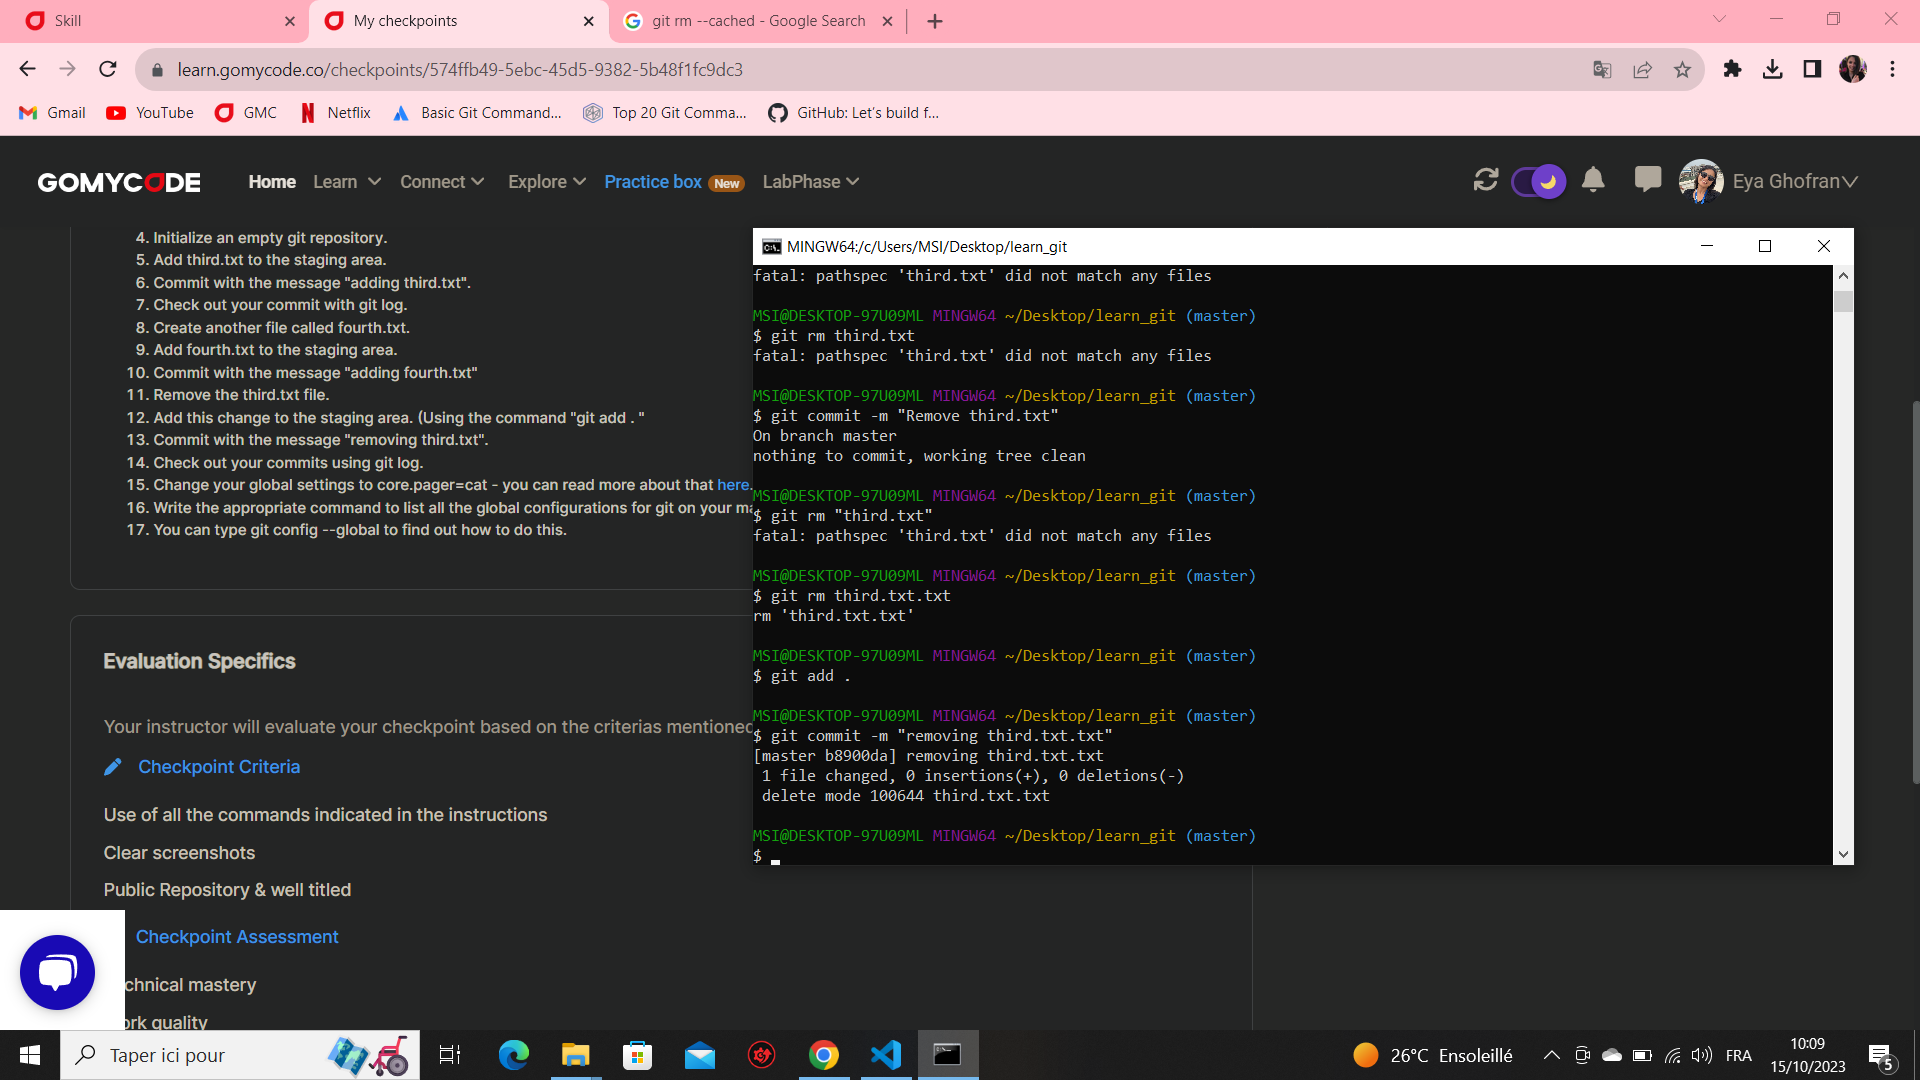 Skill
My checkpoints
git rm --cached - Google Search
learn.gomycode.co/checkpoints/574ffb49-5ebc-45d5-9382-5b48f1fc9dc3
Gmail
YouTube
GMC
Netflix
Basic Git Command...
Top 20 Git Comma...
GitHub: Let's build f...
GOMYCODE
Home
Learn
Connect
Explore
Practice box New
LabPhase
Eya Ghofran
4. Initialize an empty git repository.
5. Add third.txt to the staging area.
6. Commit with the message "adding third.txt".
7. Check out your commit with git log.
8. Create another file called fourth.txt.
9. Add fourth.txt to the staging area.
10. Commit with the message "adding fourth.txt"
11. Remove the third.txt file.
12. Add this change to the staging area. (Using the command "git add . "
13. Commit with the message "removing third.txt".
14. Check out your commits using git log.
15. Change your global settings to core.pager=cat - you can read more about that here.
16. Write the appropriate command to list all the global configurations for git on your ma
17. You can type git config --global to find out how to do this.
Evaluation Specifics
Your instructor will evaluate your checkpoint based on the criterias mentioned
Checkpoint Criteria
Use of all the commands indicated in the instructions
Clear screenshots
Public Repository & well titled
Checkpoint Assessment
chnical mastery
ork quality
MINGW64:/c/Users/MSI/Desktop/learn_git
fatal: pathspec 'third.txt' did not match any files
MSI@DESKTOP-97U09ML MINGW64 ~/Desktop/learn_git (master)
$ git rm third.txt
fatal: pathspec 'third.txt' did not match any files
MSI@DESKTOP-97U09ML MINGW64 ~/Desktop/learn_git (master)
$ git commit -m "Remove third.txt"
On branch master
nothing to commit, working tree clean
MSI@DESKTOP-97U09ML MINGW64 ~/Desktop/learn_git (master)
$ git rm "third.txt"
fatal: pathspec 'third.txt' did not match any files
MSI@DESKTOP-97U09ML MINGW64 ~/Desktop/learn_git (master)
$ git rm third.txt.txt
rm 'third.txt.txt'
MSI@DESKTOP-97U09ML MINGW64 ~/Desktop/learn_git (master)
$ git add .
MSI@DESKTOP-97U09ML MINGW64 ~/Desktop/learn_git (master)
$ git commit -m "removing third.txt.txt"
[master b8900da] removing third.txt.txt
1 file changed, 0 insertions(+), 0 deletions(-)
delete mode 100644 third.txt.txt
MSI@DESKTOP-97U09ML MINGW64 ~/Desktop/learn_git (master)
$
Taper ici pour
26°C Ensoleillé
FRA
10:09
15/10/2023
5